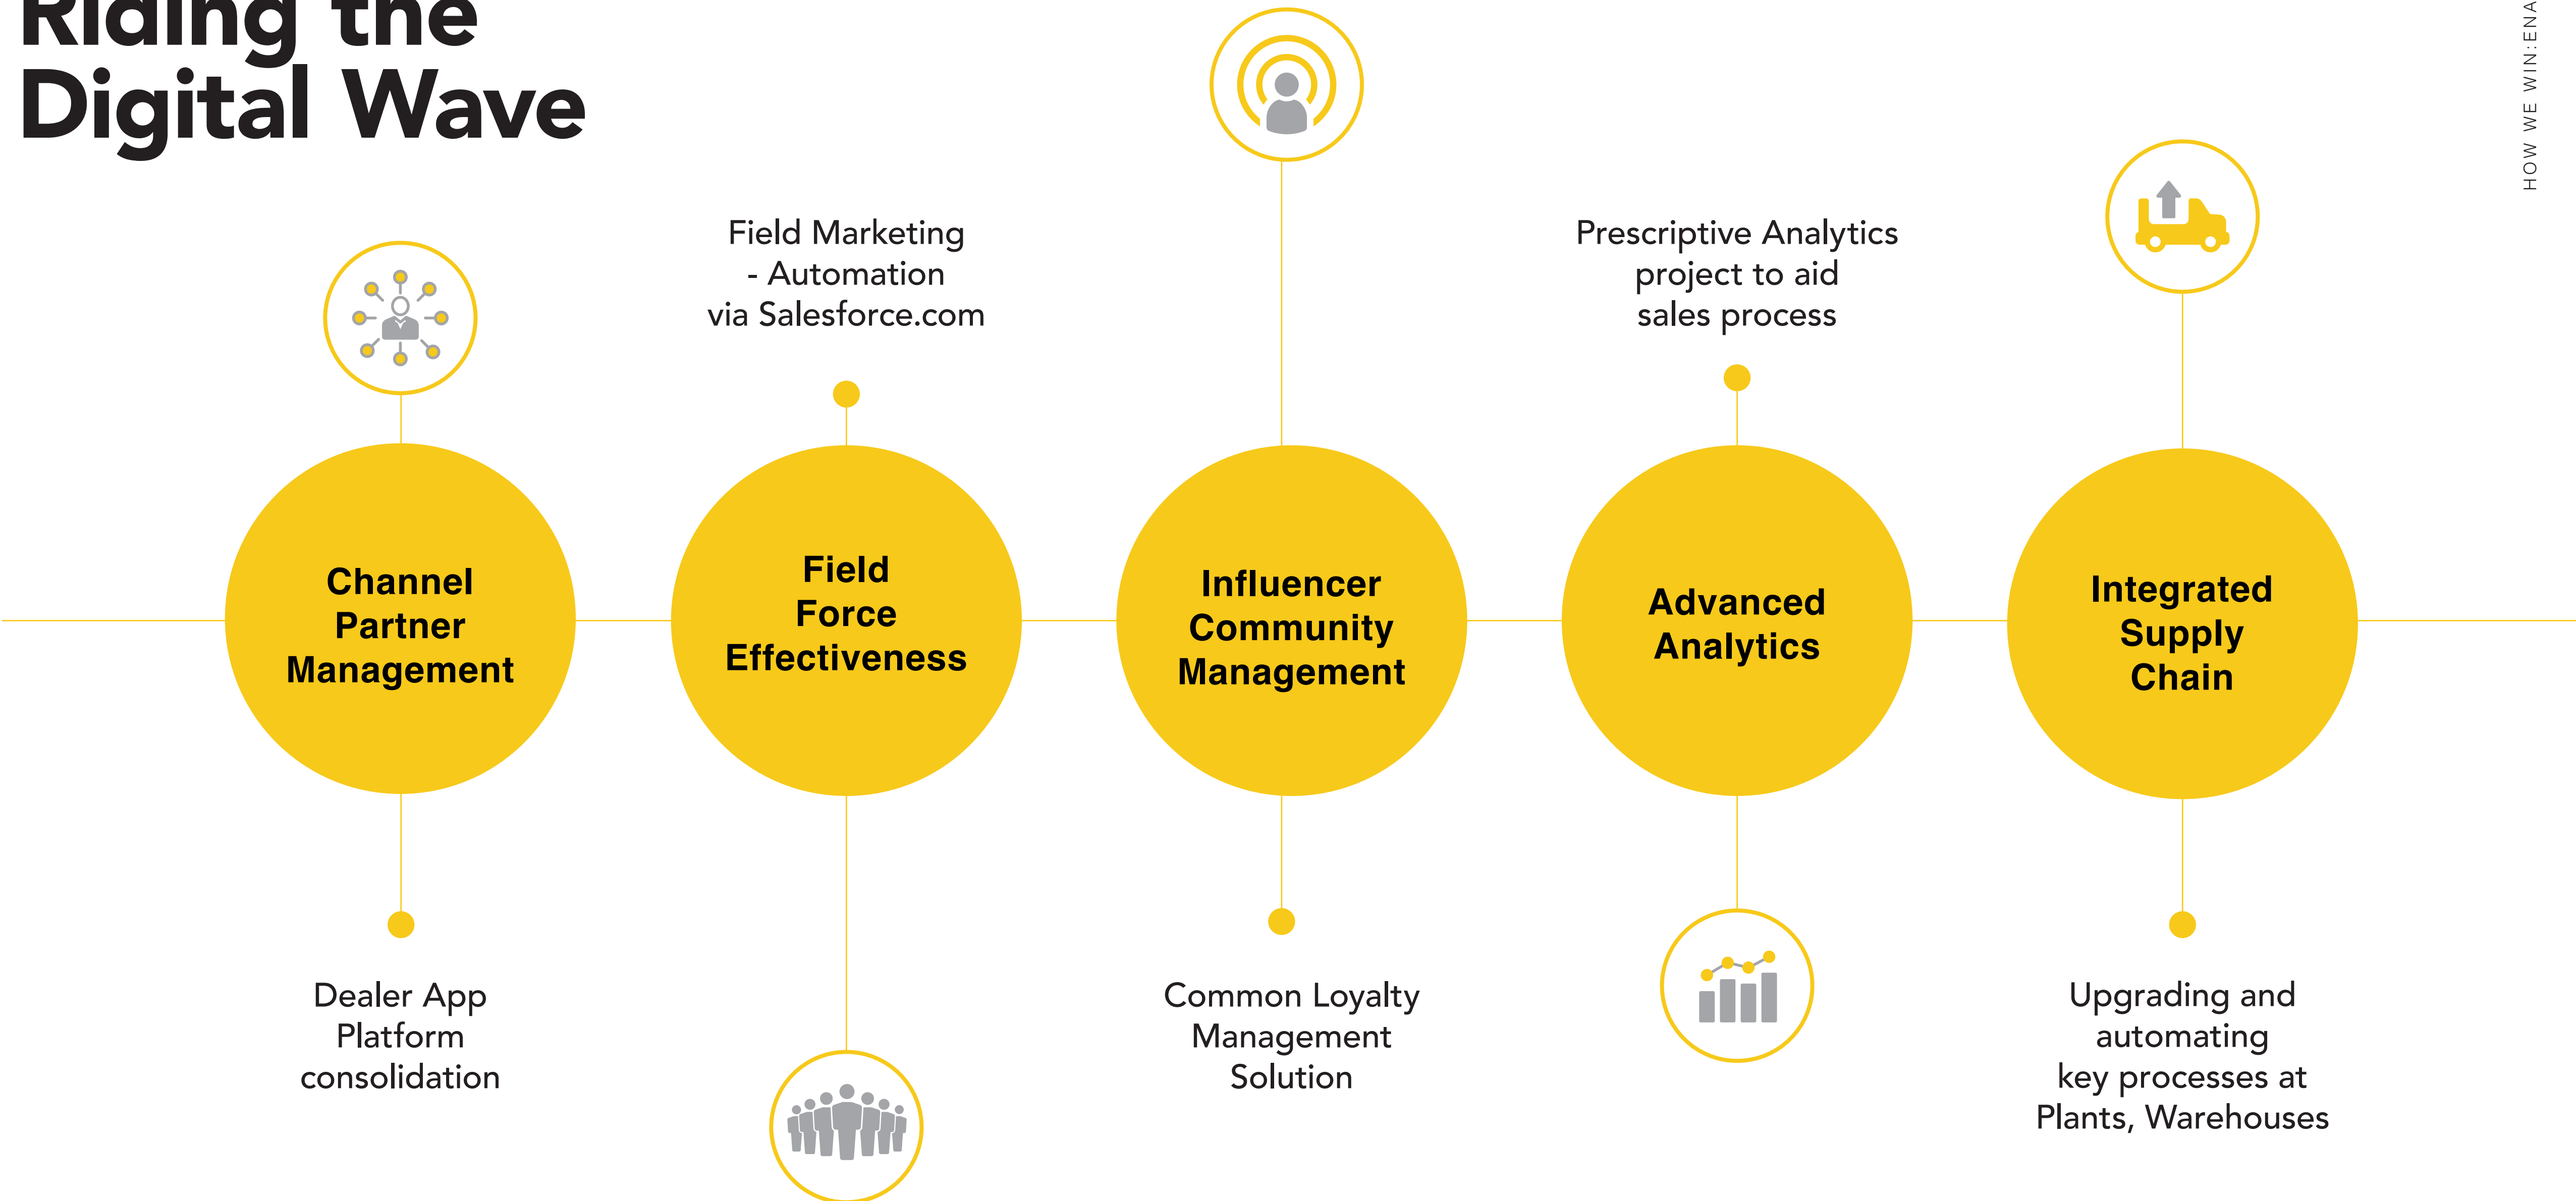 Riding the
Digital Wave
HOW WE WIN:ENA
Field Marketing
- Automation
via Salesforce.com
Prescriptive Analytics
project to aid
sales process
Channel
Partner
Management
Field
Force
Effectiveness
Influencer
Community
Management
Advanced
Analytics
Integrated
Supply
Chain
Dealer App
Platform
consolidation
Common Loyalty
Management
Solution
Upgrading and
automating
key processes at
Plants, Warehouses